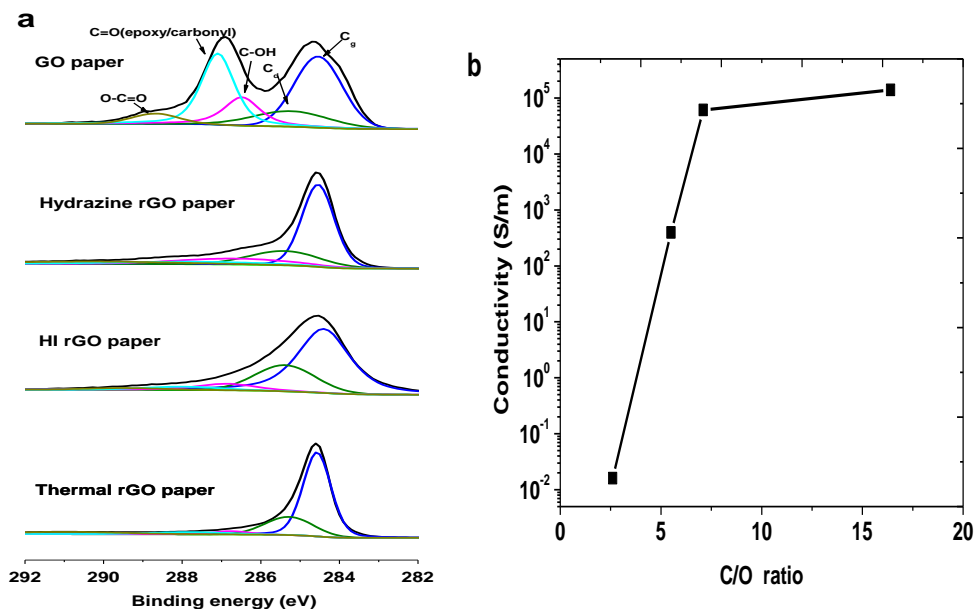 a
C=O(epoxy/carbonyl)
GO paper
C-OH
C_d
C_g
O-C=O
Hydrazine rGO paper
HI rGO paper
Thermal rGO paper
292 290 288 286 284 282
Binding energy (eV)
b
Conductivity (S/m)
10^5
10^4
10^3
10^2
10^1
10^0
10^-1
10^-2
0 5 10 15 20
C/O ratio